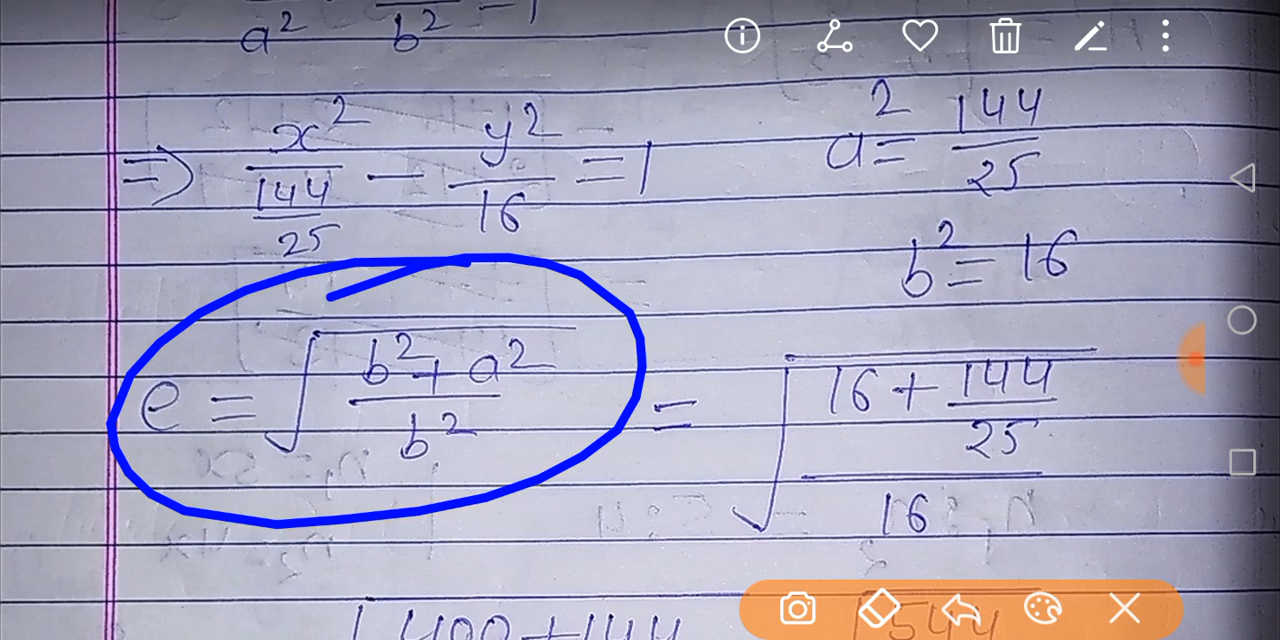 a² b² = 1
=> x²/(144/25) - y²/16 = 1
a² = 144/25
b² = 16
e = √((b² + a²)/b²) = √((16 + 144/25)/16)
√400 + 144 √544